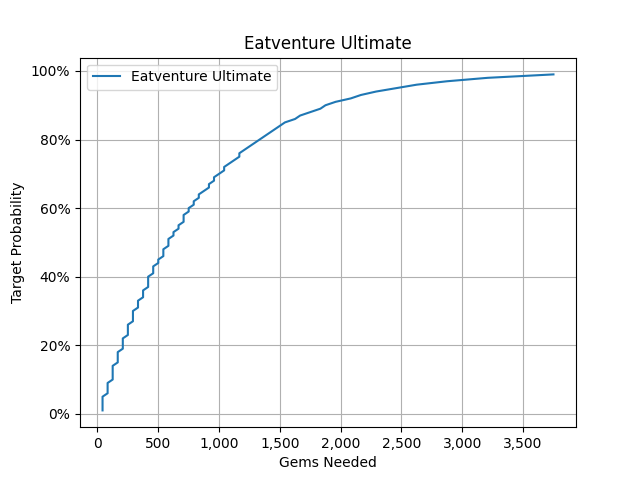 Eatventure Ultimate
Eatventure Ultimate
100%
80%
60%
40%
20%
0%
Target Probability
0 500 1,000 1,500 2,000 2,500 3,000 3,500
Gems Needed